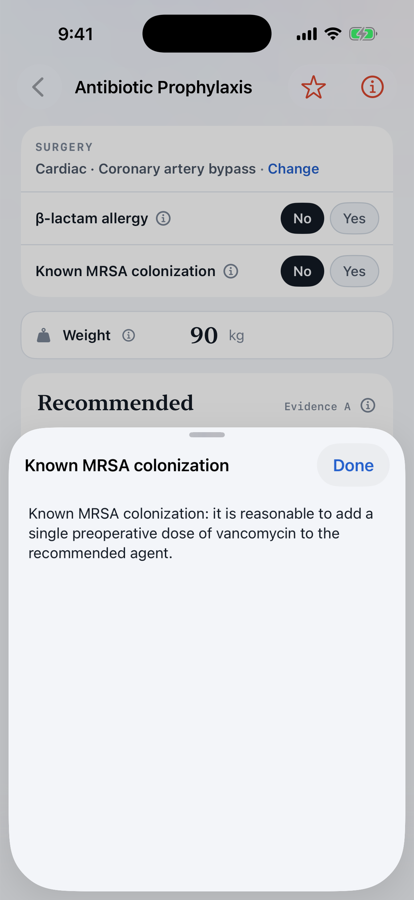 9:41
Antibiotic Prophylaxis
SURGERY
Cardiac · Coronary artery bypass · Change
β-lactam allergy No Yes
Known MRSA colonization No Yes
Weight 90 kg
Recommended Evidence A
Known MRSA colonization Done
Known MRSA colonization: it is reasonable to add a
single preoperative dose of vancomycin to the
recommended agent.